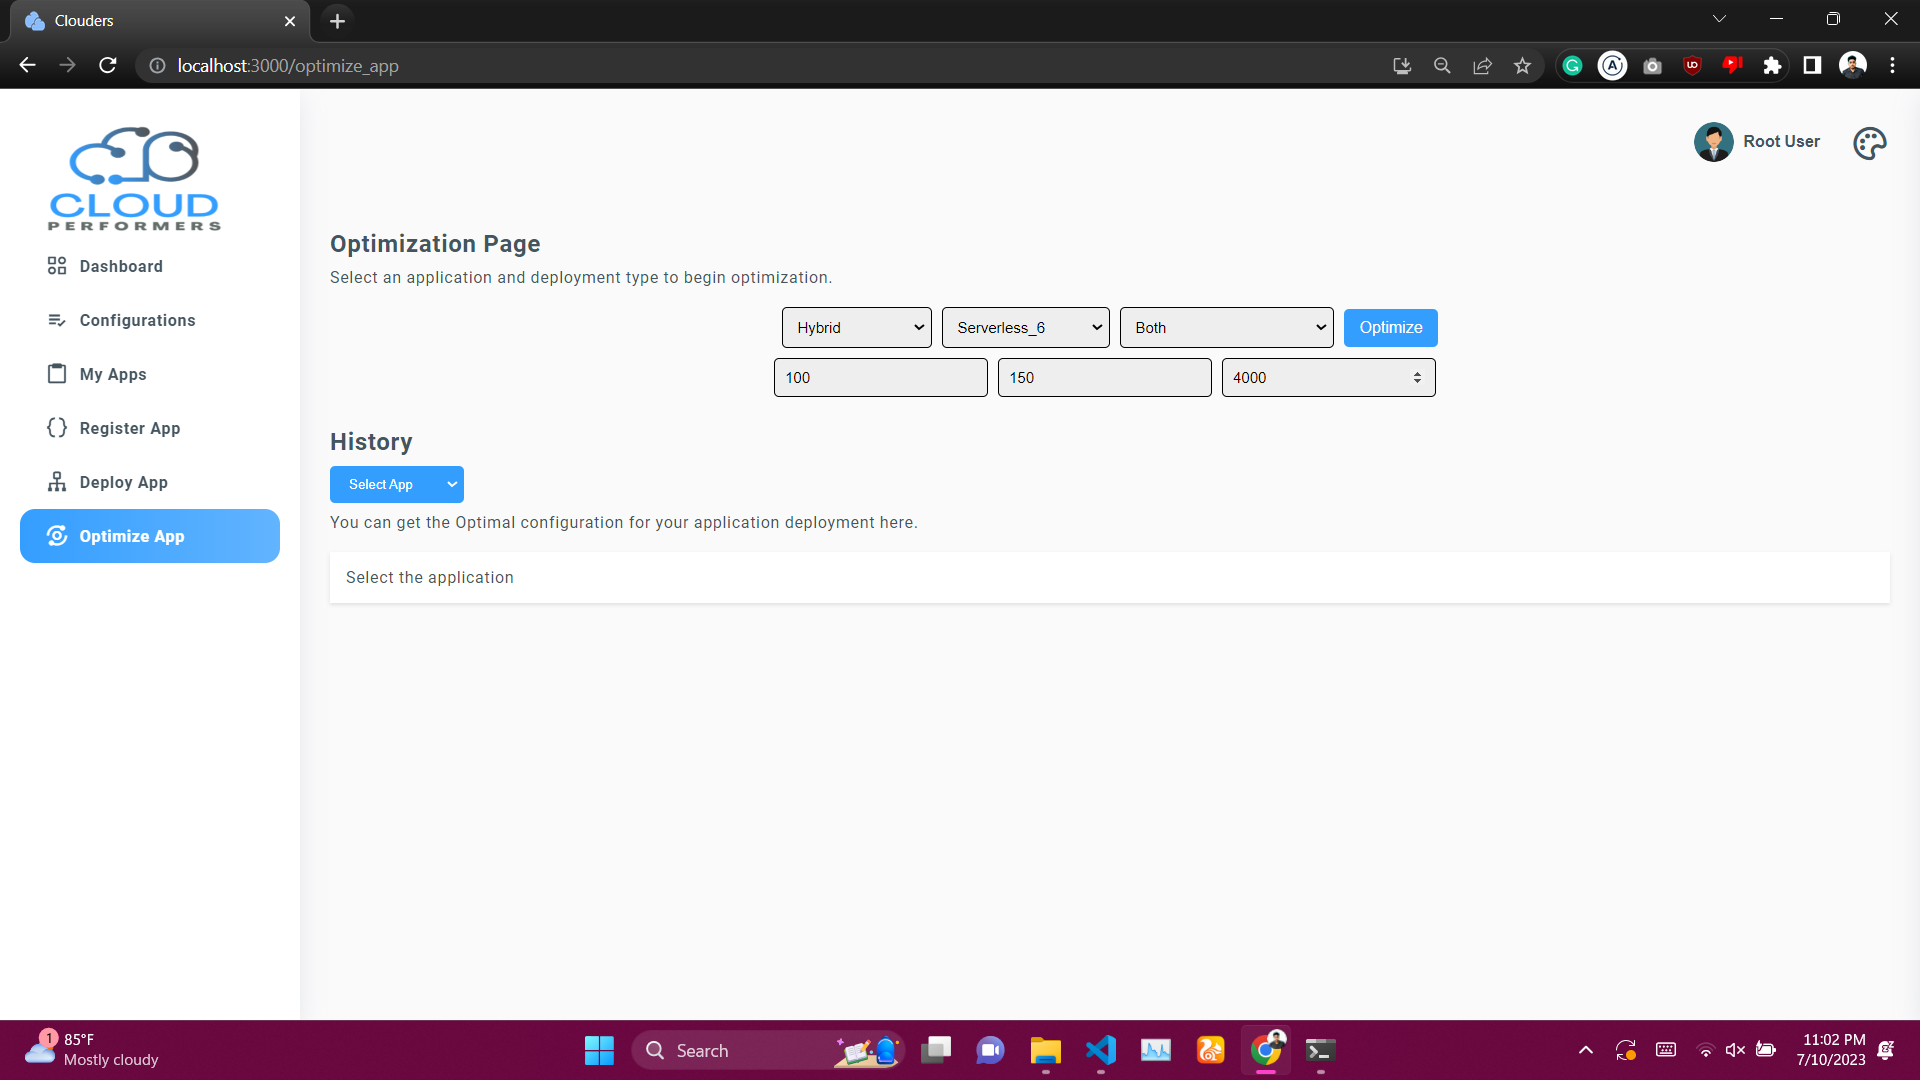 Clouders
localhost:3000/optimize_app
CLOUD
PERFORMERS
Root User
Dashboard
Configurations
My Apps
Register App
Deploy App
Optimize App
Optimization Page
Select an application and deployment type to begin optimization.
Hybrid Serverless_6 Both Optimize
100 150 4000
History
Select App
You can get the Optimal configuration for your application deployment here.
Select the application
1
85°F
Mostly cloudy
Search
11:02 PM
7/10/2023